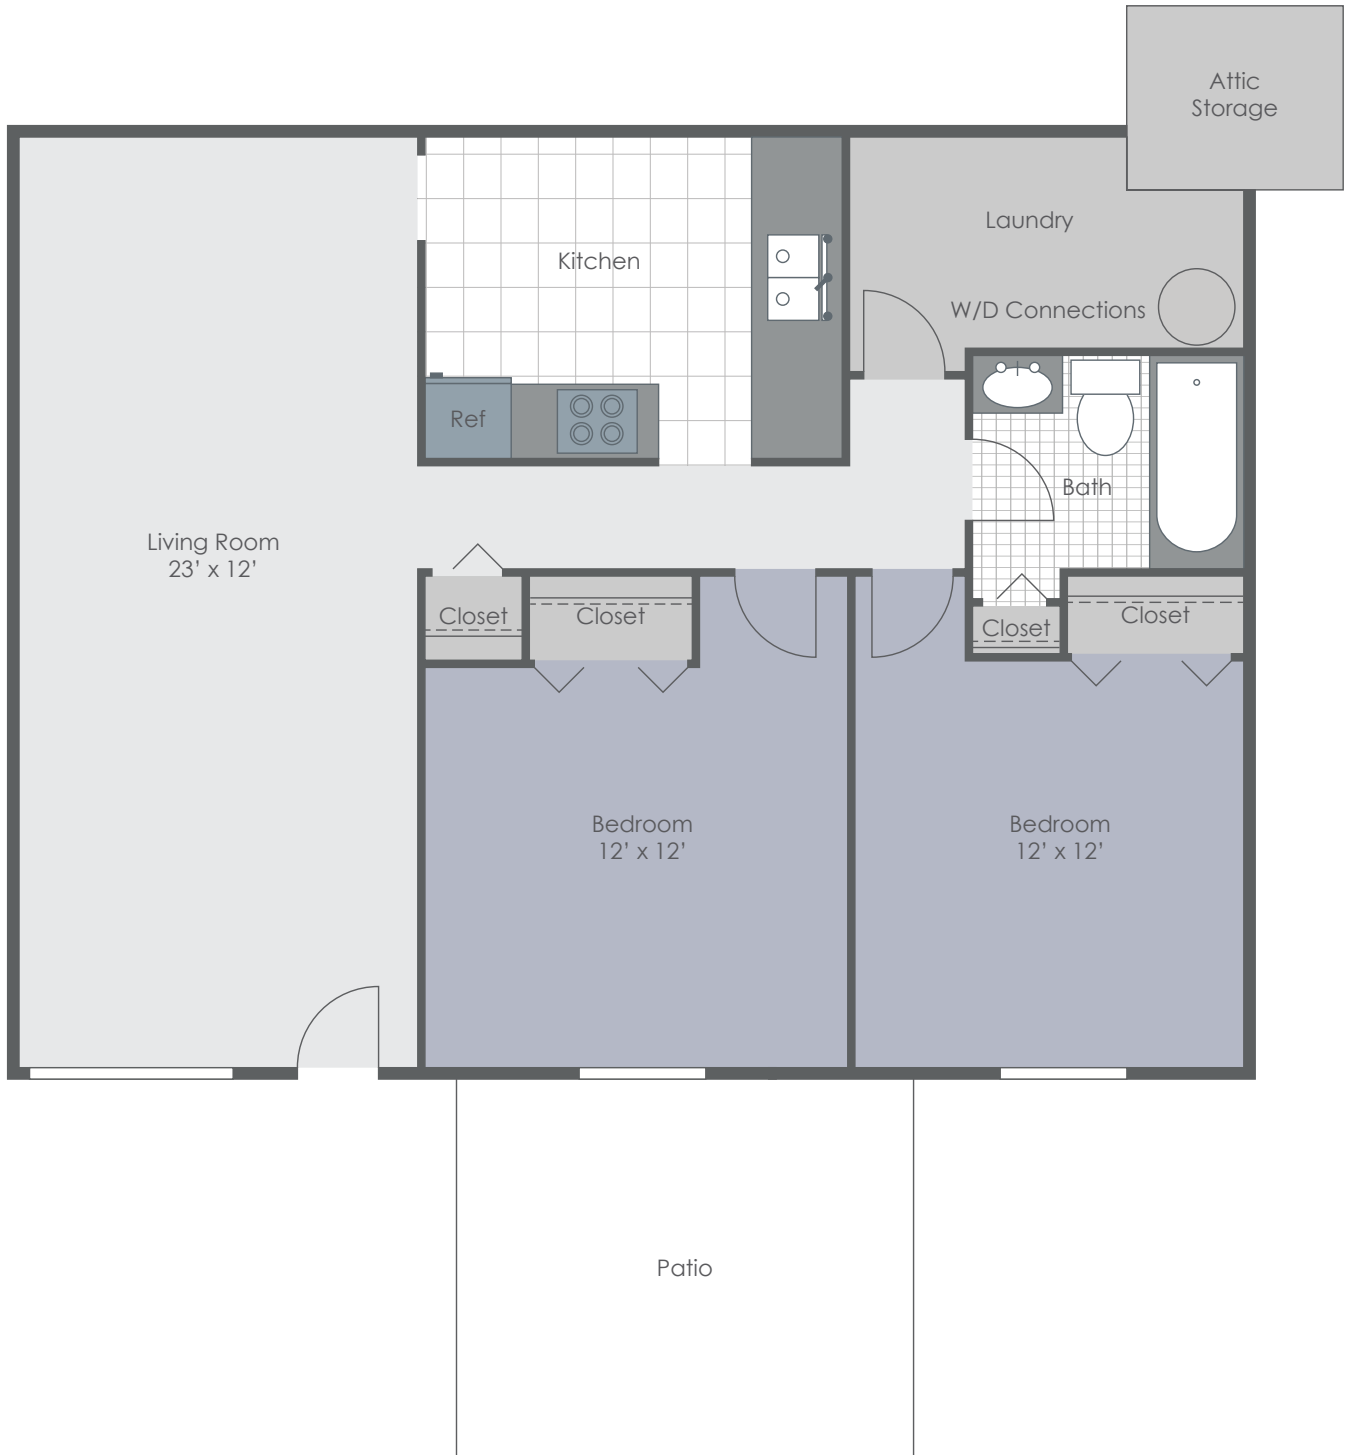 Attic
Storage
Laundry
Kitchen
W/D Connections
Ref
Bath
Living Room
23’ x 12’
Closet
Closet
Closet
Closet
Bedroom
12’ x 12’
Bedroom
12’ x 12’
Patio